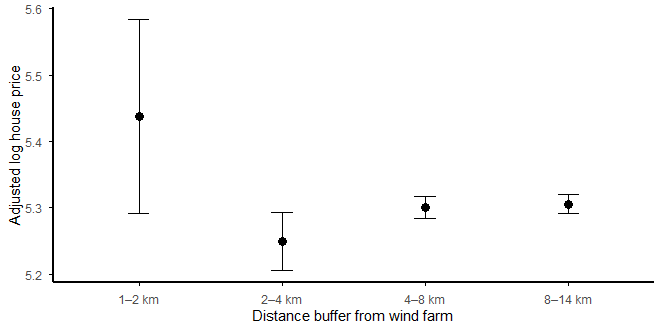 Adjusted log house price
5.6
5.5
5.4
5.3
5.2
1–2 km
2–4 km
4–8 km
8–14 km
Distance buffer from wind farm